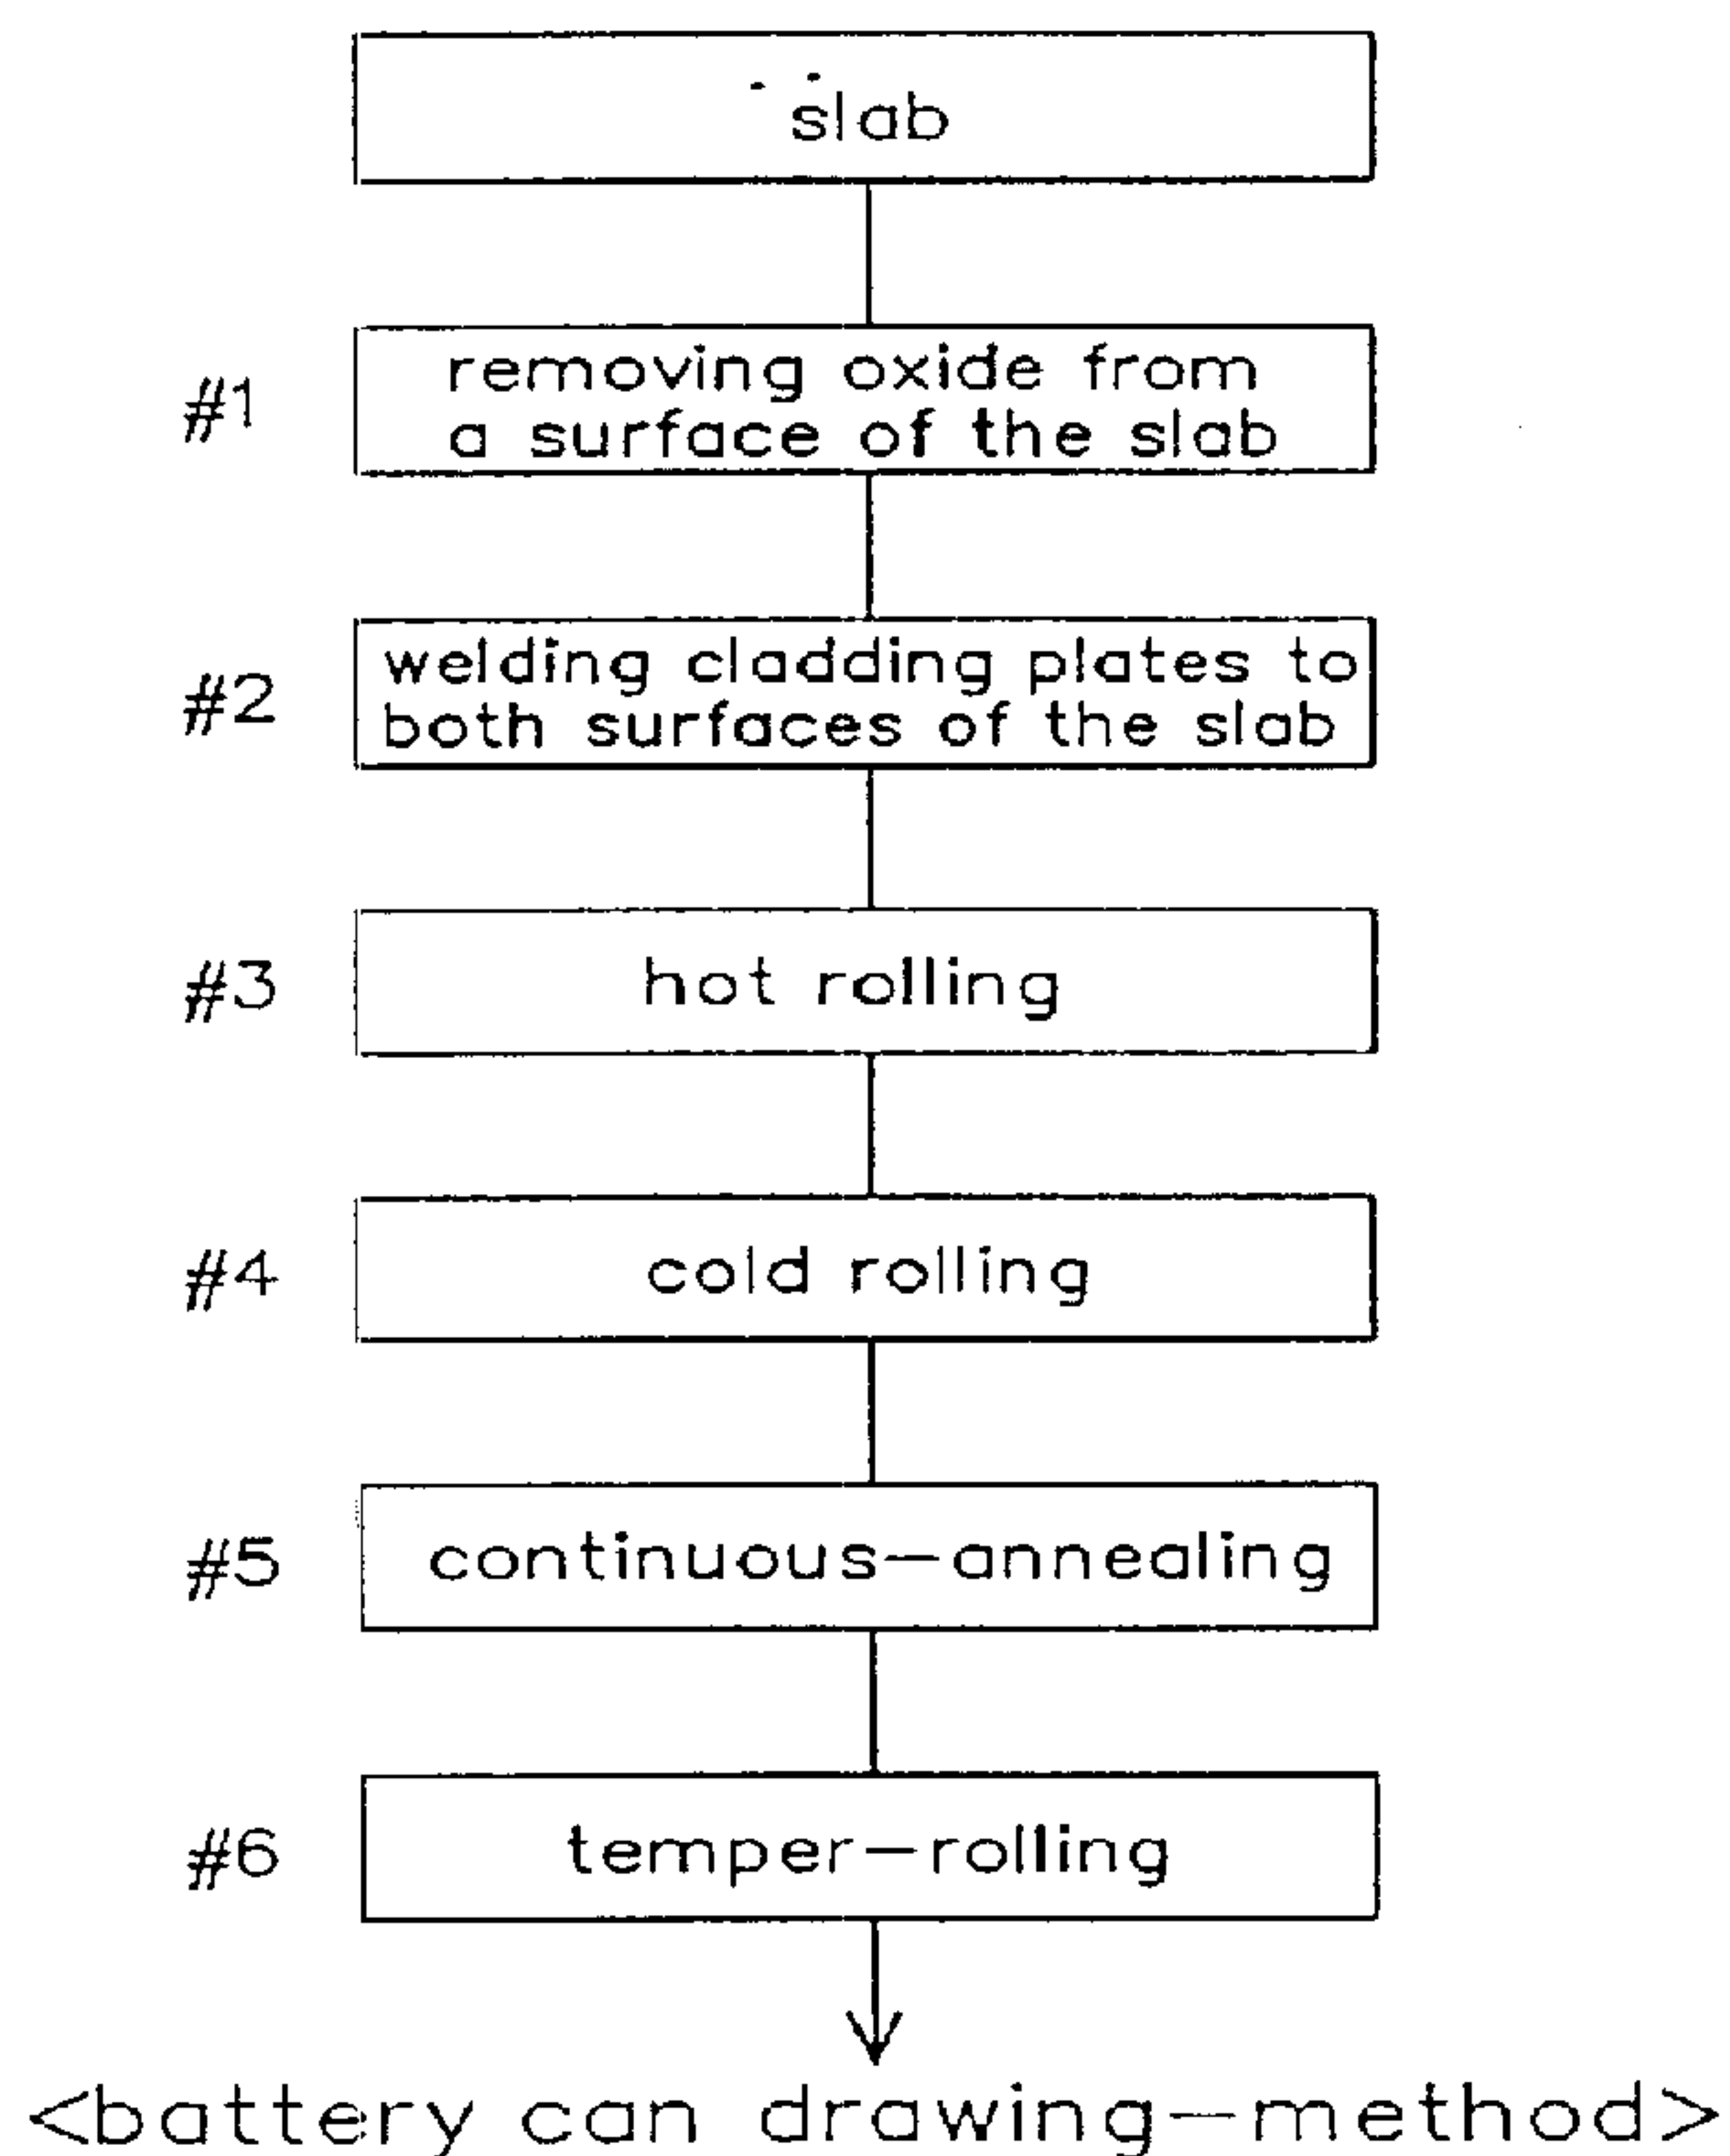 slab
#1
removing oxide from
a surface of the slab
#2
welding cladding plates to
both surfaces of the slab
#3
hot rolling
#4
cold rolling
#5
continuous-annealing
#6
temper-rolling
<battery can drawing-method>